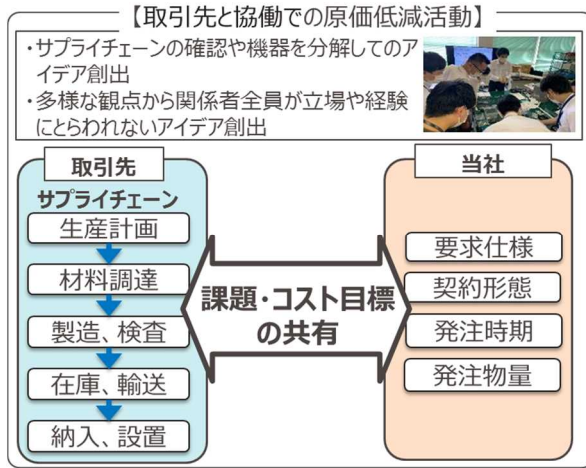 【取引先と協働での原価低減活動】
・サプライチェーンの確認や機器を分解してのア
イデア創出
・多様な観点から関係者全員が立場や経験
にとらわれないアイデア創出
取引先
サプライチェーン
生産計画
材料調達
製造、検査
在庫、輸送
納入、設置
課題・コスト目標
の共有
当社
要求仕様
契約形態
発注時期
発注物量